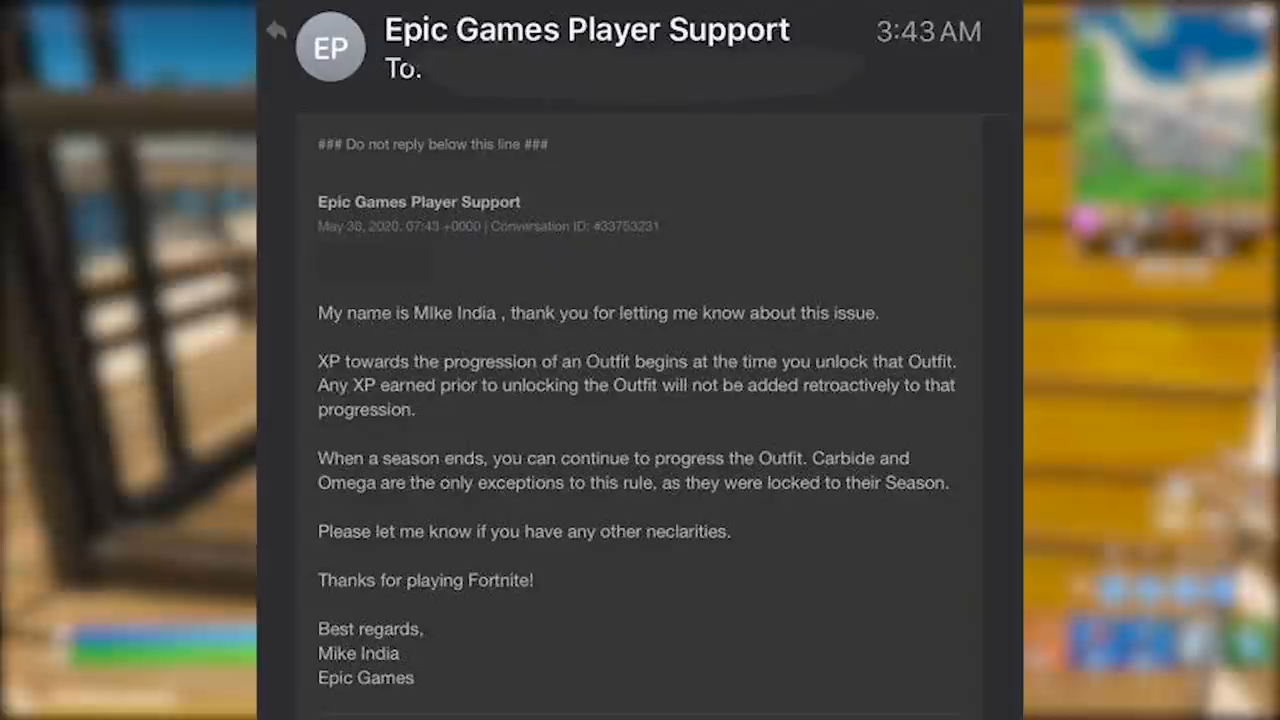 EP
Epic Games Player Support
3:43 AM
To.
### Do not reply below this line ###
Epic Games Player Support
May 30, 2020, 07:43 +0000 | Conversation ID: #33753231
My name is MIke India , thank you for letting me know about this issue.
XP towards the progression of an Outfit begins at the time you unlock that Outfit.
Any XP earned prior to unlocking the Outfit will not be added retroactively to that
progression.
When a season ends, you can continue to progress the Outfit. Carbide and
Omega are the only exceptions to this rule, as they were locked to their Season.
Please let me know if you have any other neclarities.
Thanks for playing Fortnite!
Best regards,
Mike India
Epic Games